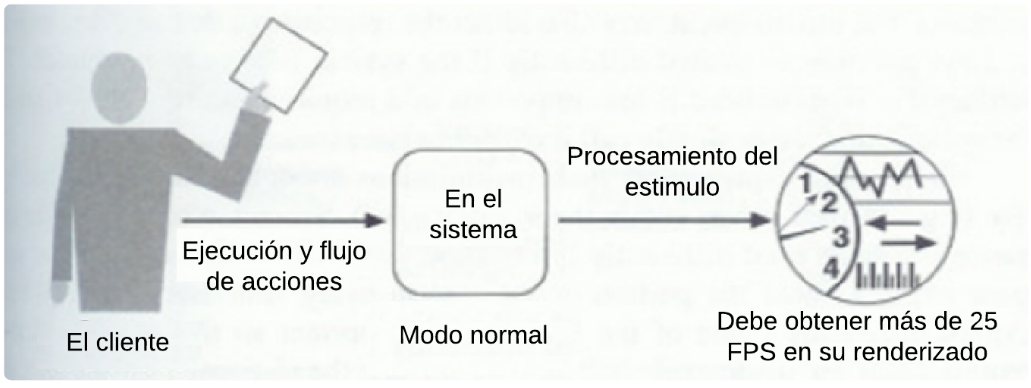 El cliente
Ejecución y flujo
de acciones
En el
sistema
Modo normal
Procesamiento del
estimulo
1
2
3
4
Debe obtener más de 25
FPS en su renderizado